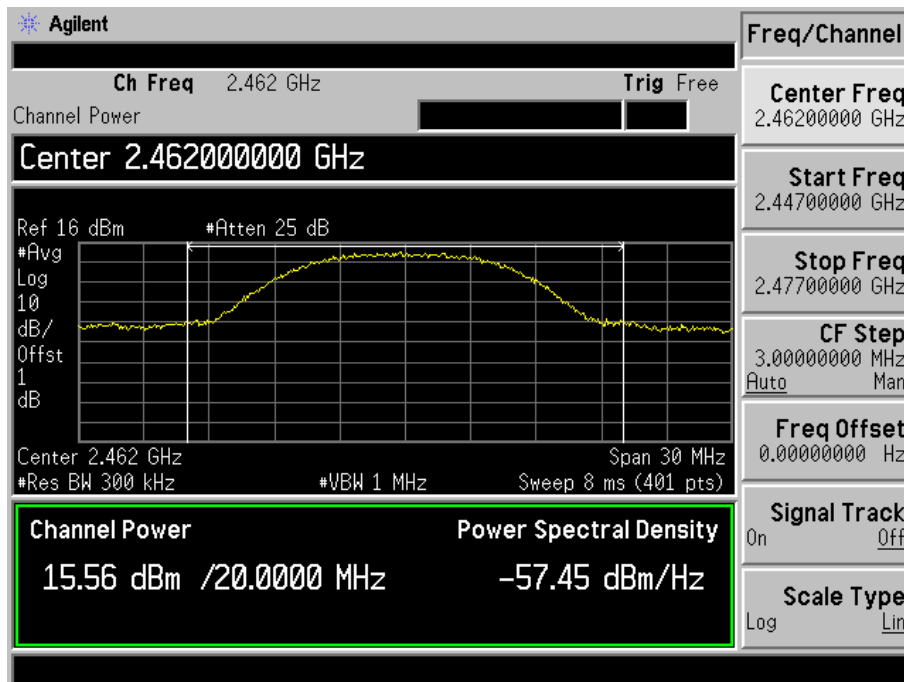 Agilent
Freq/Channel
Ch Freq 2.462 GHz Trig Free
Channel Power
Center 2.462000000 GHz
Ref 16 dBm #Atten 25 dB
#Avg
Log
10
dB/
Offst
1
dB
Center 2.462 GHz Span 30 MHz
#Res BW 300 kHz #VBW 1 MHz Sweep 8 ms (401 pts)
Channel Power Power Spectral Density
15.56 dBm /20.0000 MHz -57.45 dBm/Hz
Center Freq
2.46200000 GHz
Start Freq
2.44700000 GHz
Stop Freq
2.47700000 GHz
CF Step
3.00000000 MHz
Auto Man
Freq Offset
0.00000000 Hz
Signal Track
On Off
Scale Type
Log Lin